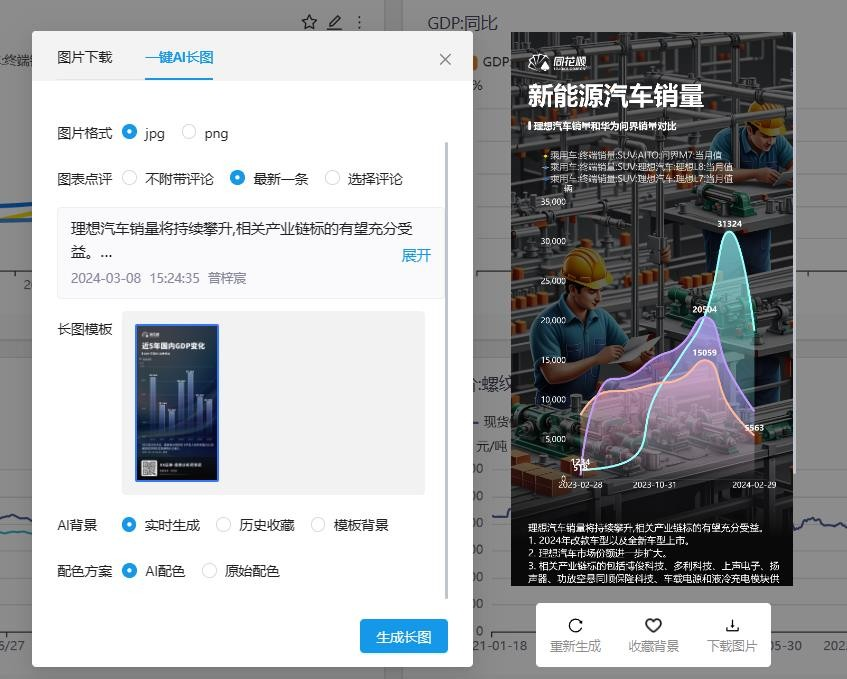 GDP:同比
图片下载
一键AI长图
GDP
%
图片格式
jpg
png
图表点评
不附带评论
最新一条
选择评论
理想汽车销量将持续攀升,相关产业链标的有望充分受
益。...
展开
2024-03-08 15:24:35 普梓宸
长图模板
近5年国内GDP变化
AI背景
实时生成
历史收藏
模板背景
配色方案
AI配色
原始配色
生成长图
同花顺
新能源汽车销量
理想汽车销量和华为问界销量对比
乘用车:终端销量:SUV:AITO:问界M7:当月值
乘用车:终端销量:SUV:理想汽车:理想L8:当月值
乘用车:终端销量:SUV:理想汽车:理想L7:当月值
辆
35,000
31324
30,000
25,000
20504
20,000
15059
15,000
10,000
5563
5,000
1234
0
2023-02-28
2023-10-31
2024-02-29
理想汽车销量将持续攀升,相关产业链标的有望充分受益。
1. 2024年改款车型以及全新车型上市。
2. 理想汽车市场份额进一步扩大。
3. 相关产业链标的包括博俊科技、多利科技、上声电子、扬
声器、功放空悬同顺保隆科技、车载电源和液冷充电模块供
:螺纹
现货
元/吨
重新生成
收藏背景
下载图片
6/27
21-01-18
05-30
202